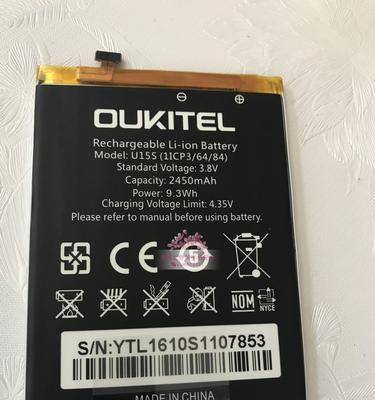 OUKITEL
Rechargeable Li-ion Battery
Model: U15S (1ICP3/64/84)
Standard Voltage: 3.8V
Capacity: 2450mAh
Power: 9.3Wh
Charging Voltage Limit: 4.35V
Please refer to manual before using battery.
CE
NOM
NYCE
S/N:YTL1610S1107853
MADE IN CHINA